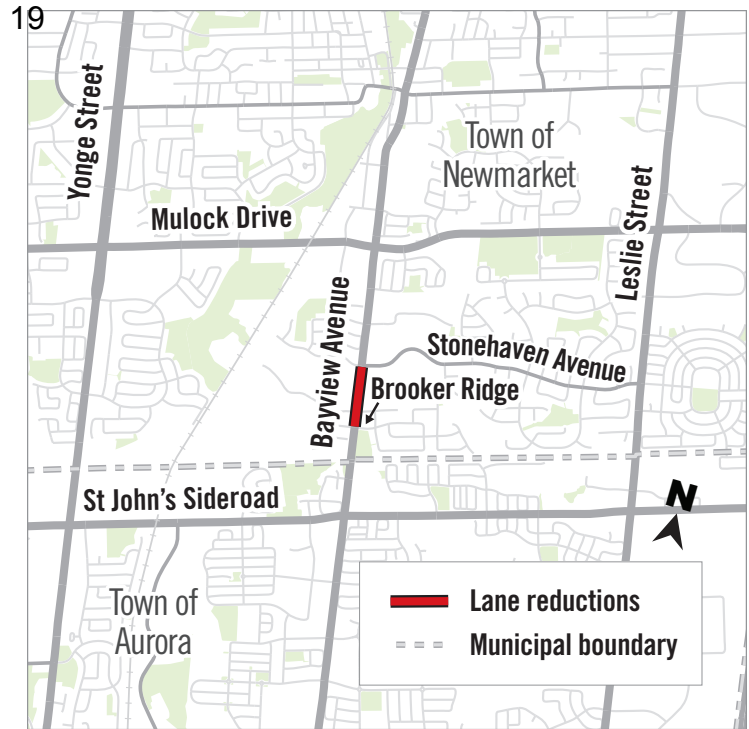 19
Yonge Street
Town of
Newmarket
Mulock Drive
Leslie Street
Bayview Avenue
Stonehaven Avenue
Brooker Ridge
St John's Sideroad
N
Town of
Aurora
Lane reductions
Municipal boundary